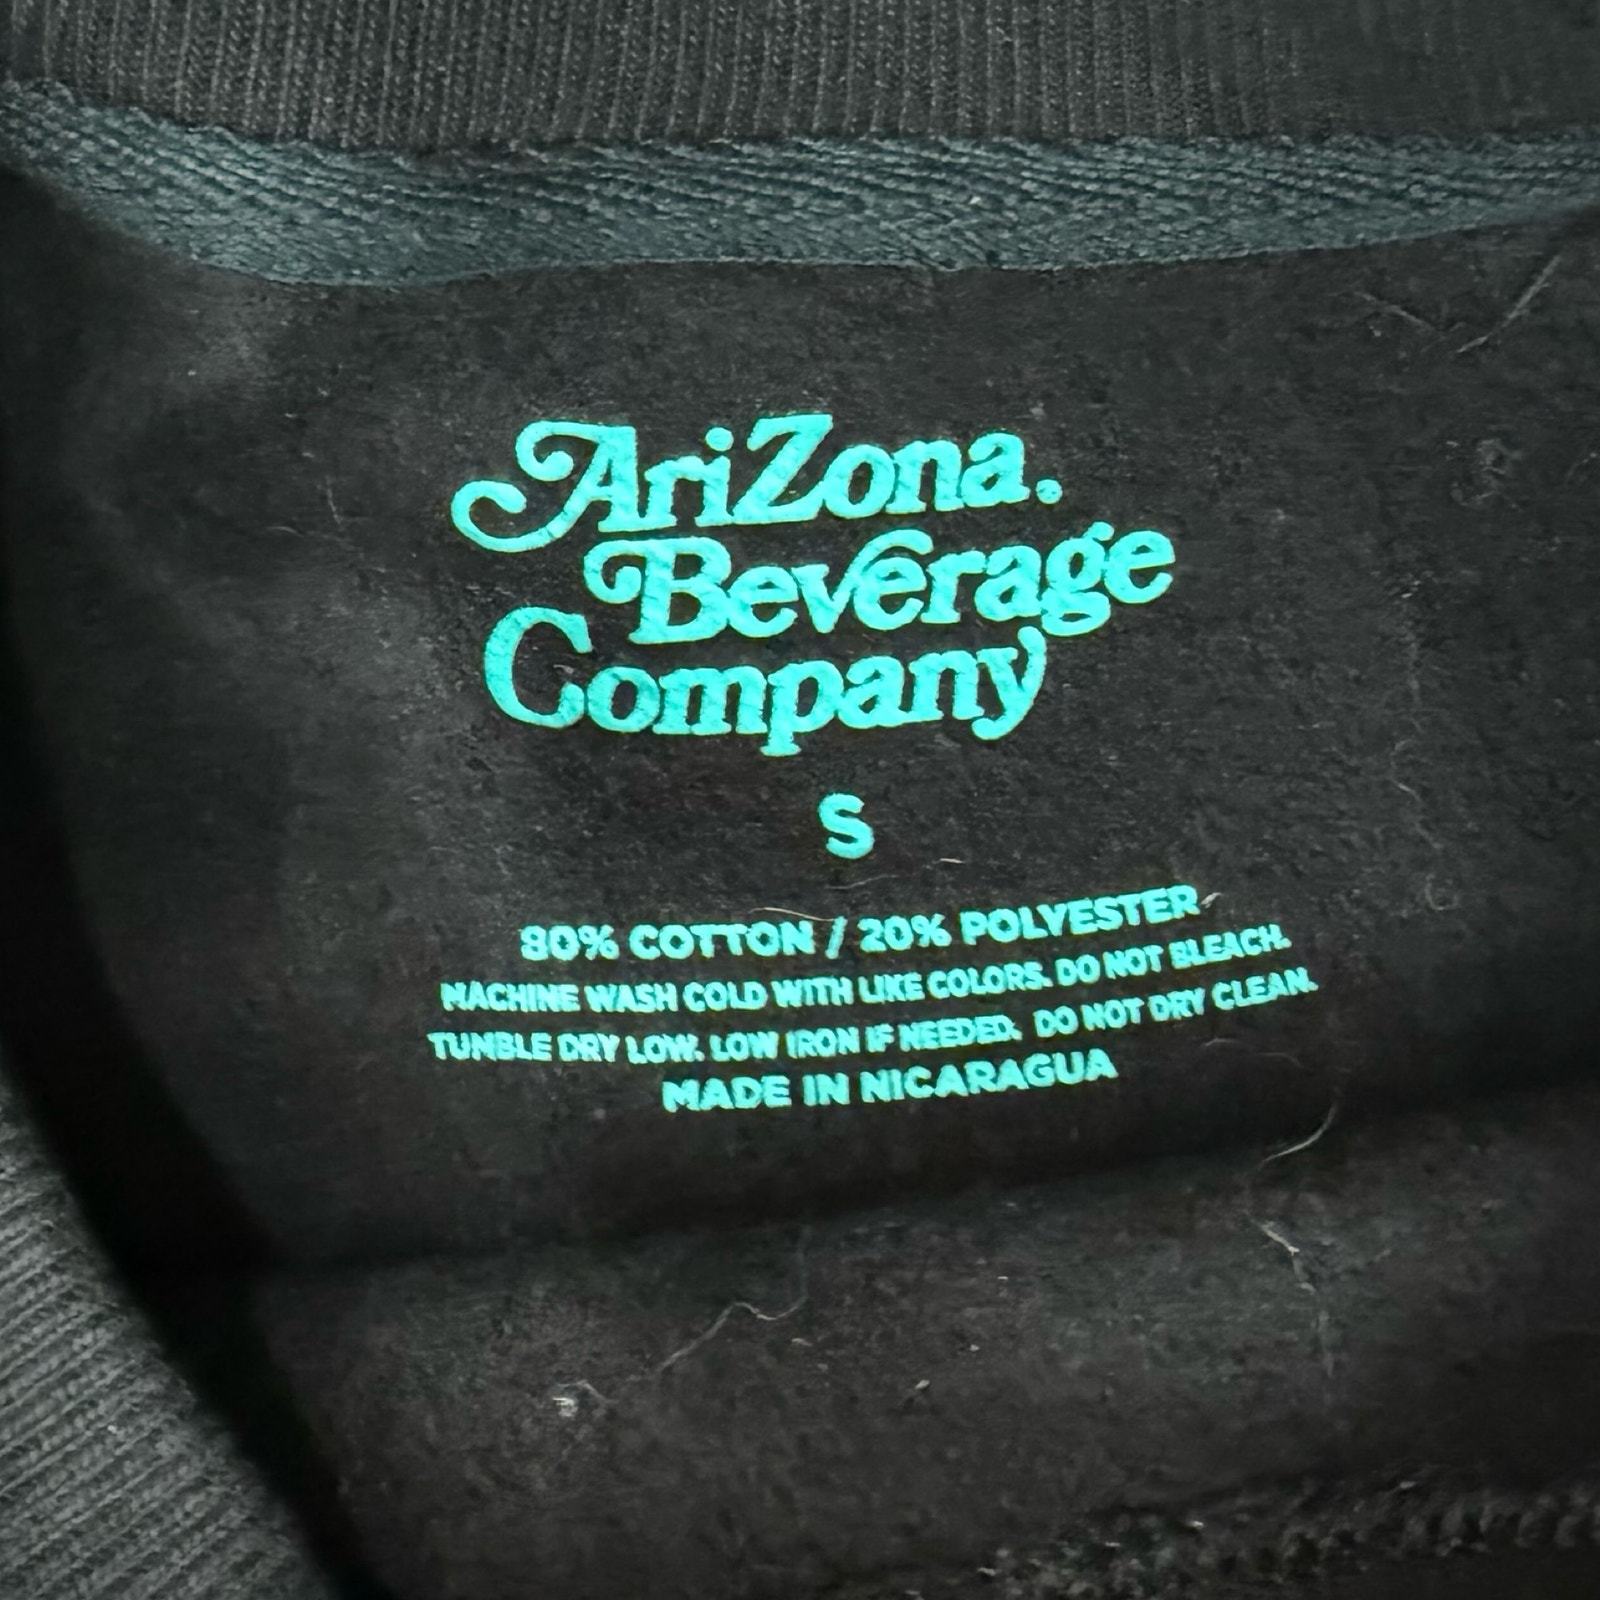 AriZona.
Beverage
Company
S
80% COTTON / 20% POLYESTER
MACHINE WASH COLD WITH LIKE COLORS. DO NOT BLEACH.
TUMBLE DRY LOW. LOW IRON IF NEEDED. DO NOT DRY CLEAN.
MADE IN NICARAGUA